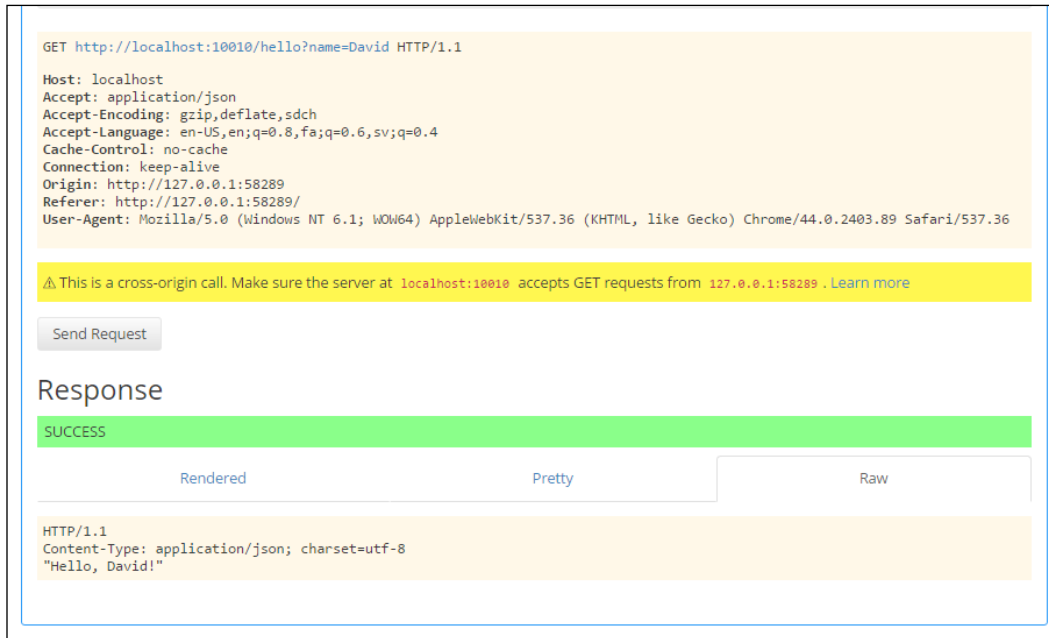 GET http://localhost:10010/hello?name=David HTTP/1.1
Host: localhost
Accept: application/json
Accept-Encoding: gzip,deflate,sdch
Accept-Language: en-US,en;q=0.8,fa;q=0.6,sv;q=0.4
Cache-Control: no-cache
Connection: keep-alive
Origin: http://127.0.0.1:58289
Referer: http://127.0.0.1:58289/
User-Agent: Mozilla/5.0 (Windows NT 6.1; WOW64) AppleWebKit/537.36 (KHTML, like Gecko) Chrome/44.0.2403.89 Safari/537.36
⚠ This is a cross-origin call. Make sure the server at localhost:10010 accepts GET requests from 127.0.0.1:58289 . Learn more
Send Request
Response
SUCCESS
Rendered Pretty Raw
HTTP/1.1
Content-Type: application/json; charset=utf-8
"Hello, David!"